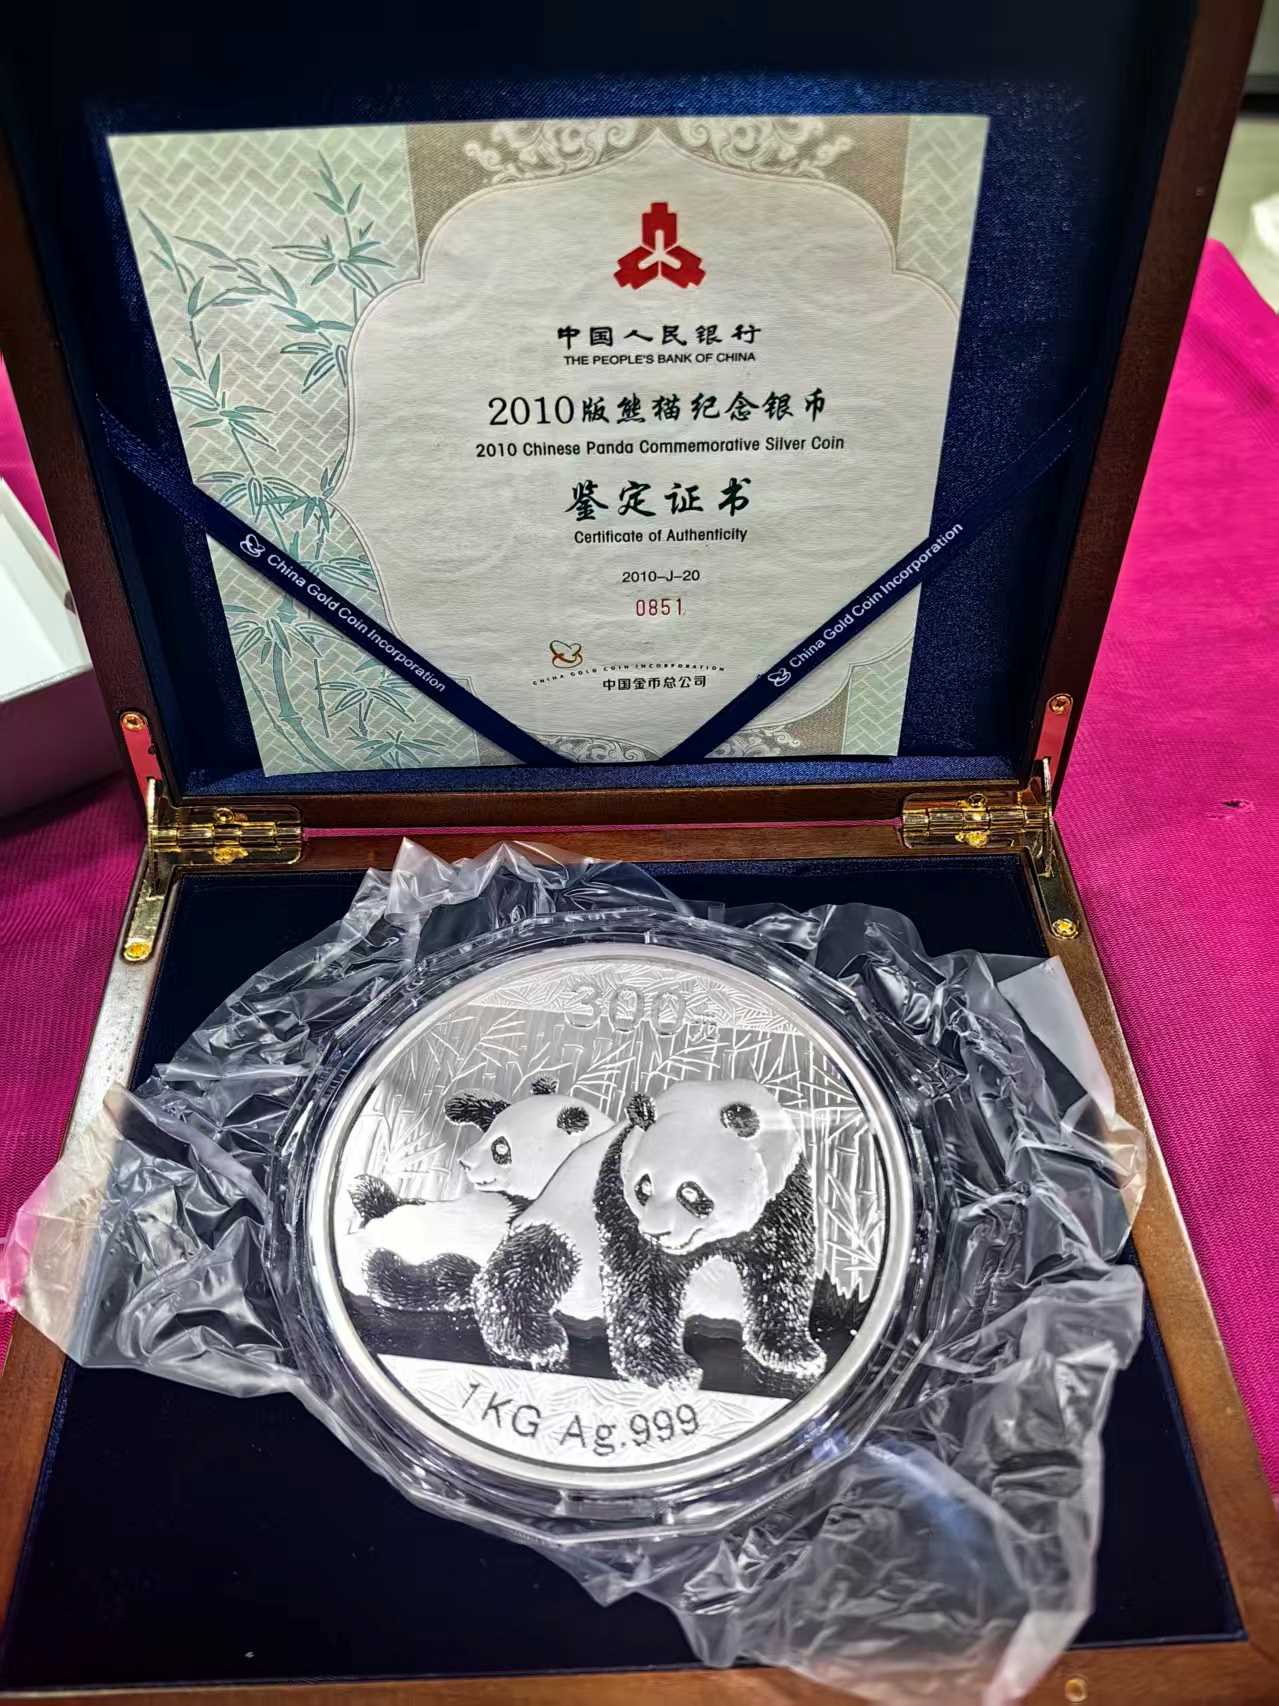 中国人民银行
THE PEOPLE'S BANK OF CHINA
2010版熊猫纪念银币
2010 Chinese Panda Commemorative Silver Coin
鉴定证书
Certificate of Authenticity
2010-J-20
0851
CHINA GOLD COIN INCORPORATION
中国金币总公司
China Gold Coin Incorporation
China Gold Coin Incorporation
300元
1KG Ag.999